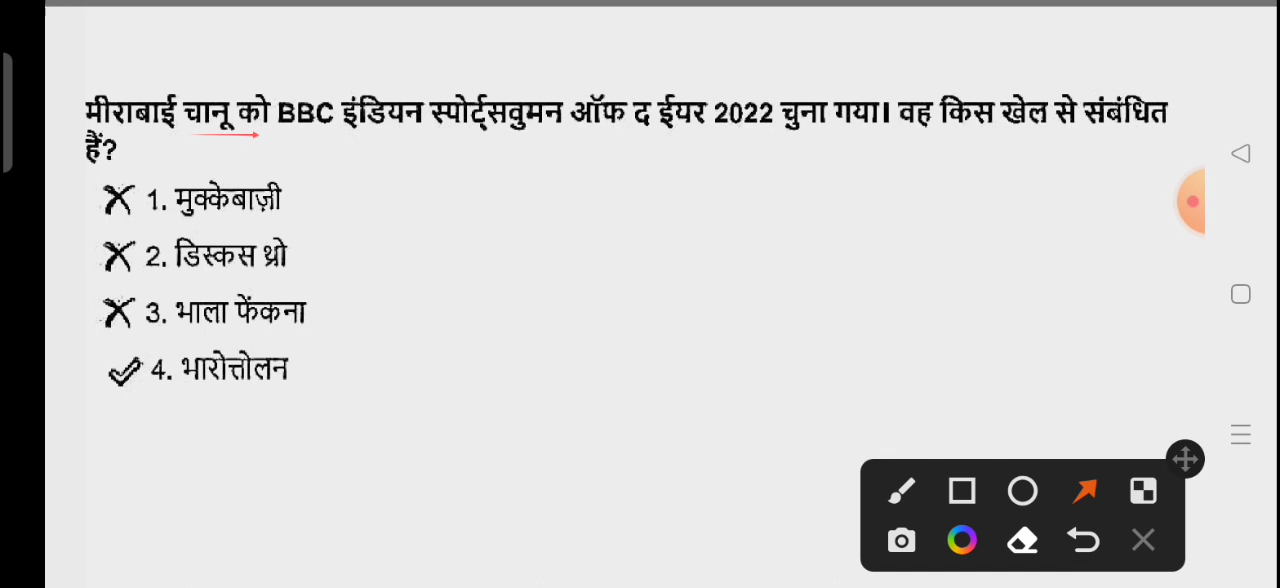 मीराबाई चानू को BBC इंडियन स्पोर्ट्सवुमन ऑफ द ईयर 2022 चुना गया। वह किस खेल से संबंधित
हैं?
1. मुक्केबाज़ी
2. डिस्कस थ्रो
3. भाला फेंकना
4. भारोत्तोलन